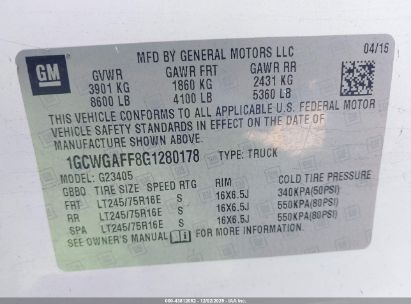 MFD BY GENERAL MOTORS LLC 04/16
GM
GVWR GAWR FRT GAWR RR
3901 KG 1860 KG 2431 KG
8600 LB 4100 LB 5360 LB
THIS VEHICLE CONFORMS TO ALL APPLICABLE U.S. FEDERAL MOTOR
VEHICLE SAFETY STANDARDS IN EFFECT ON THE DATE OF
MANUFACTURE SHOWN ABOVE.
1GCWGAFF8G1280178 TYPE: TRUCK
MODEL: G23405
GBBQ TIRE SIZE SPEED RTG RIM COLD TIRE PRESSURE
FRT LT245/75R16E S 16X6.5J 340KPA(50PSI)
RR LT245/75R16E S 16X6.5J 550KPA(80PSI)
SPA LT245/75R16E S 16X6.5J 550KPA(80PSI)
SEE OWNER'S MANUAL FOR ADDITIONAL INFORMATION.